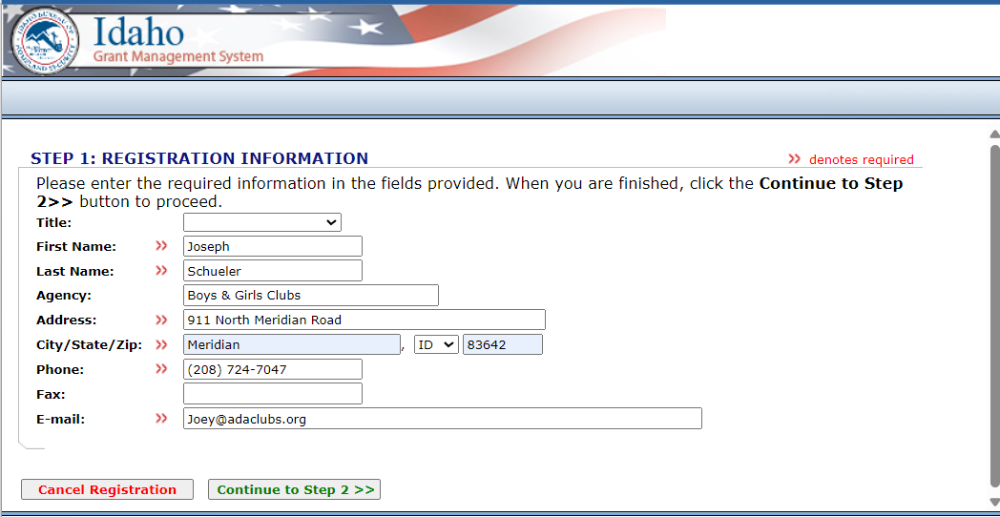 Idaho
Grant Management System
STEP 1: REGISTRATION INFORMATION
>> denotes required
Please enter the required information in the fields provided. When you are finished, click the Continue to Step
2>> button to proceed.
Title:
First Name: >> Joseph
Last Name: >> Schueler
Agency: Boys & Girls Clubs
Address: >> 911 North Meridian Road
City/State/Zip: >> Meridian , ID 83642
Phone: >> (208) 724-7047
Fax:
E-mail: >> Joey@adaclubs.org
Cancel Registration Continue to Step 2 >>